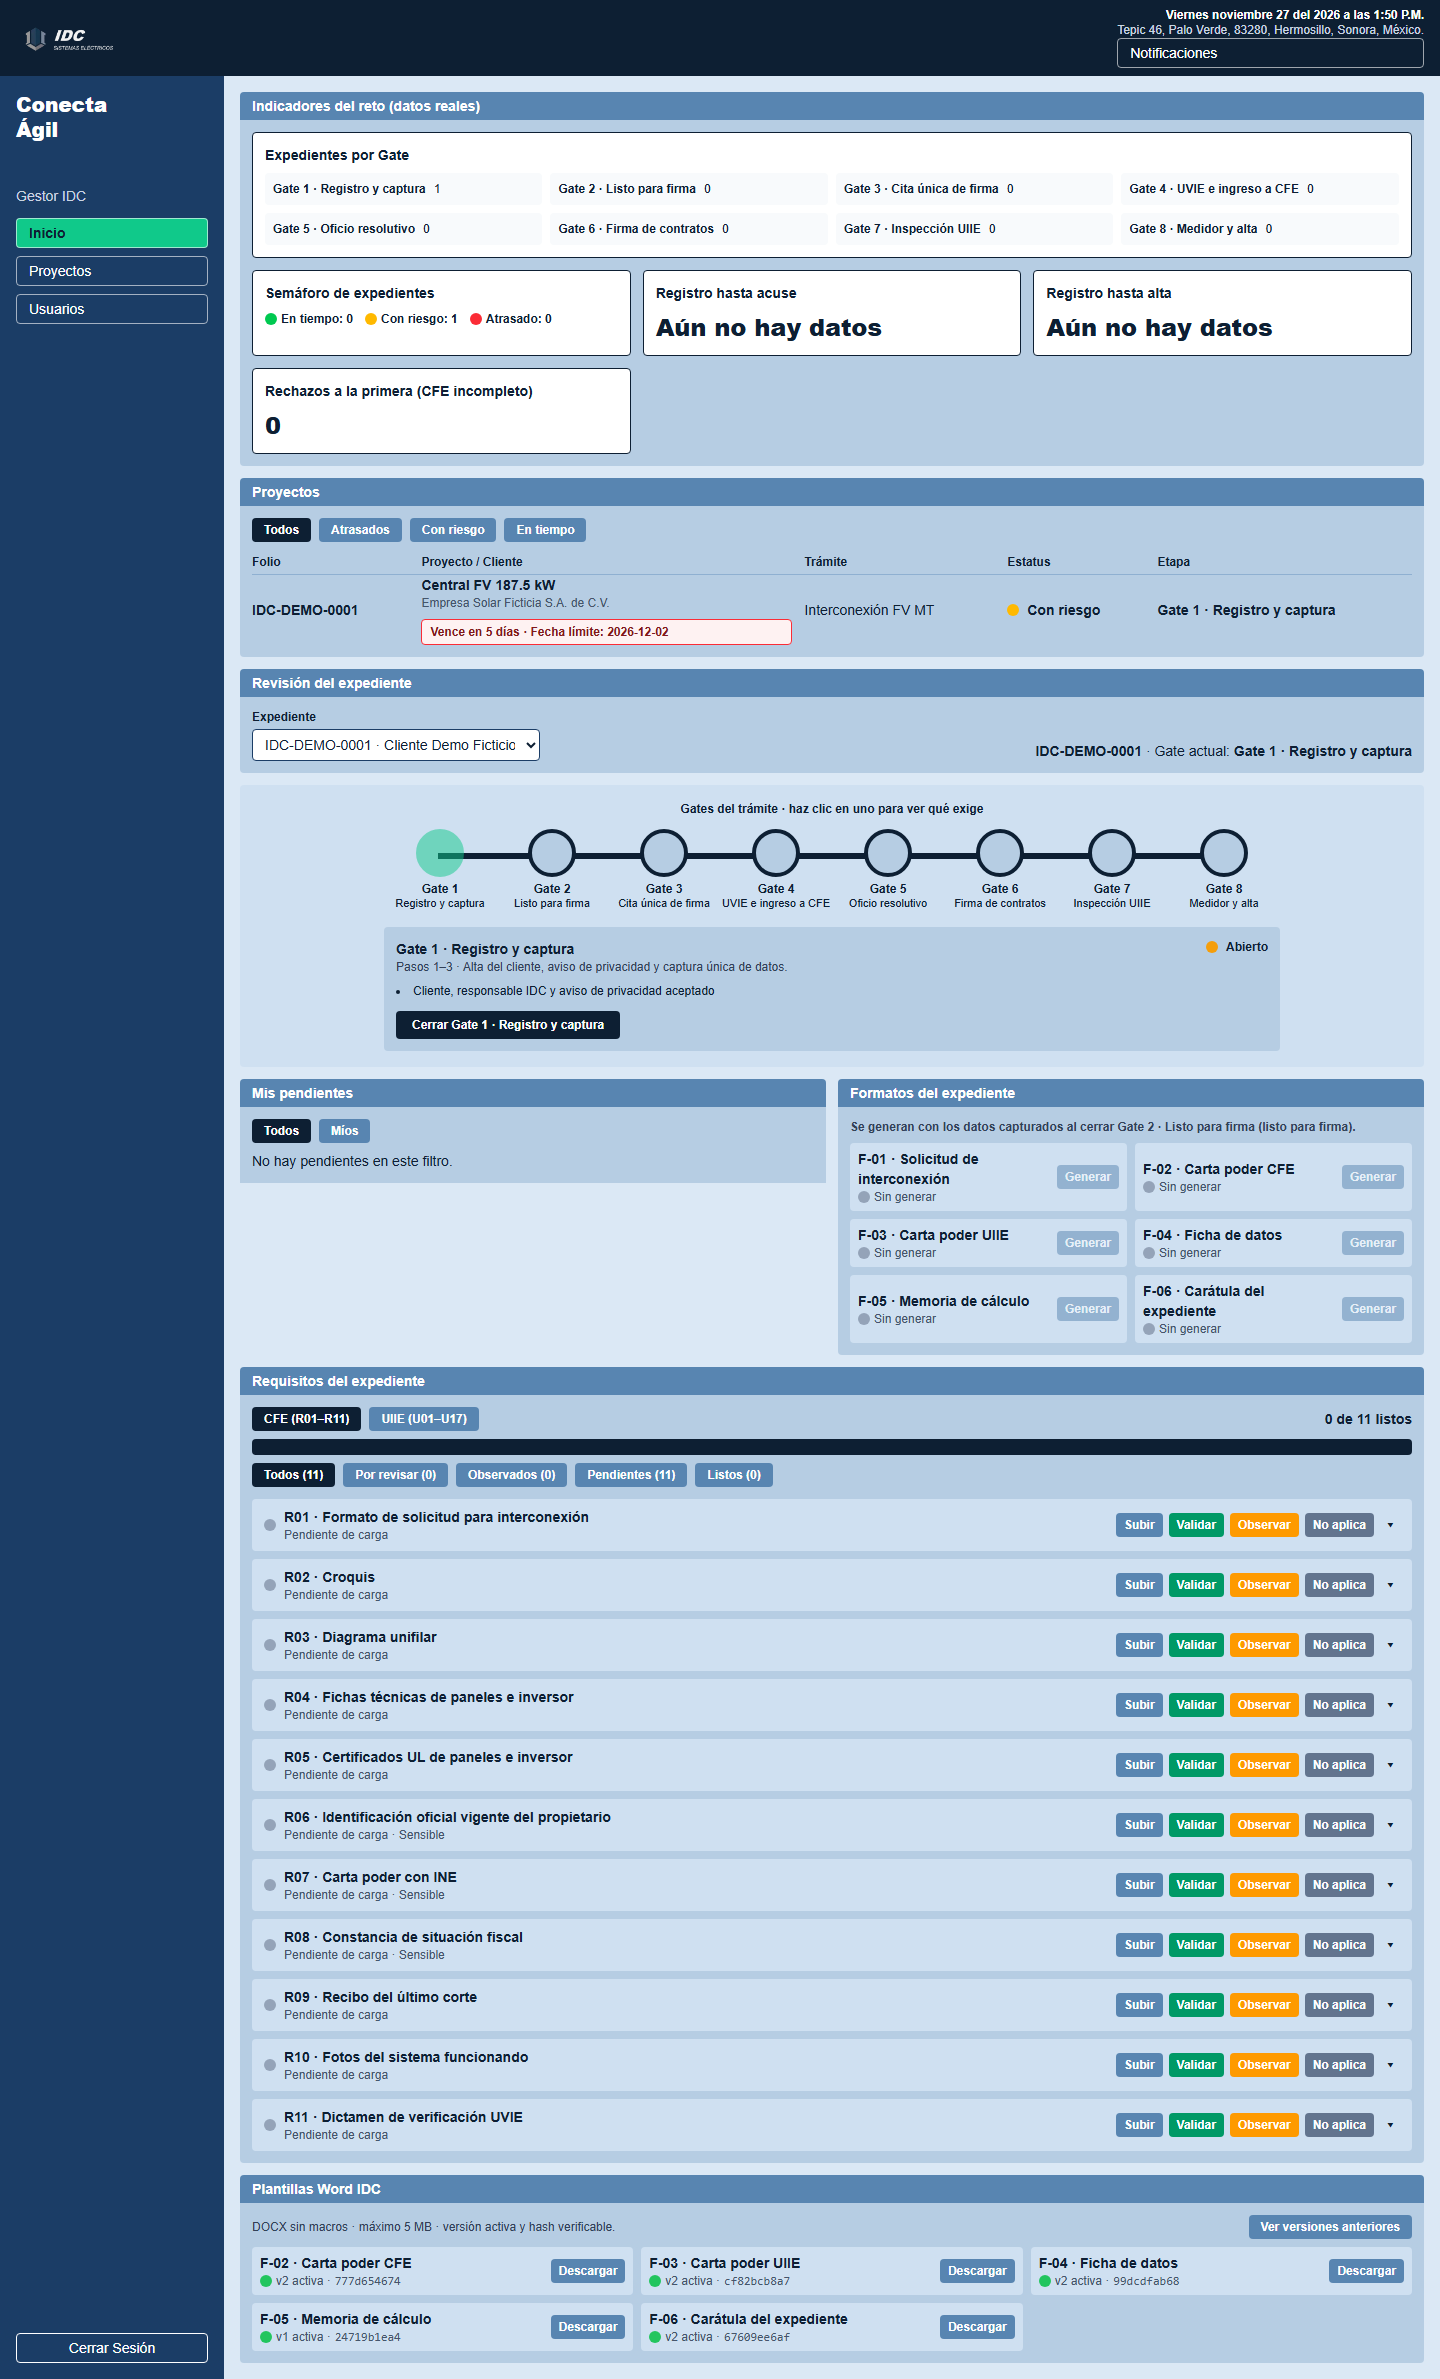 IDC
SISTEMAS ELECTRICOS
Viernes noviembre 27 del 2026 a las 1:50 P.M.
Tepic 46, Palo Verde, 83280, Hermosillo, Sonora, México.
Notificaciones
Conecta
Ágil
Gestor IDC
Inicio
Proyectos
Usuarios
Cerrar Sesión
Indicadores del reto (datos reales)
Expedientes por Gate
Gate 1 · Registro y captura 1
Gate 2 · Listo para firma 0
Gate 3 · Cita única de firma 0
Gate 4 · UVIE e ingreso a CFE 0
Gate 5 · Oficio resolutivo 0
Gate 6 · Firma de contratos 0
Gate 7 · Inspección UIIE 0
Gate 8 · Medidor y alta 0
Semáforo de expedientes
En tiempo: 0 Con riesgo: 1 Atrasado: 0
Registro hasta acuse
Aún no hay datos
Registro hasta alta
Aún no hay datos
Rechazos a la primera (CFE incompleto)
0
Proyectos
Todos Atrasados Con riesgo En tiempo
Folio Proyecto / Cliente Trámite Estatus Etapa
IDC-DEMO-0001
Central FV 187.5 kW
Empresa Solar Ficticia S.A. de C.V.
Vence en 5 días · Fecha límite: 2026-12-02
Interconexión FV MT
Con riesgo
Gate 1 · Registro y captura
Revisión del expediente
Expediente
IDC-DEMO-0001 · Cliente Demo Ficticio
IDC-DEMO-0001 · Gate actual: Gate 1 · Registro y captura
Gates del trámite · haz clic en uno para ver qué exige
Gate 1
Registro y captura
Gate 2
Listo para firma
Gate 3
Cita única de firma
Gate 4
UVIE e ingreso a CFE
Gate 5
Oficio resolutivo
Gate 6
Firma de contratos
Gate 7
Inspección UIIE
Gate 8
Medidor y alta
Gate 1 · Registro y captura
Abierto
Pasos 1–3 · Alta del cliente, aviso de privacidad y captura única de datos.
• Cliente, responsable IDC y aviso de privacidad aceptado
Cerrar Gate 1 · Registro y captura
Mis pendientes
Todos Míos
No hay pendientes en este filtro.
Formatos del expediente
Se generan con los datos capturados al cerrar Gate 2 · Listo para firma (listo para firma).
F-01 · Solicitud de
interconexión
Sin generar
Generar
F-02 · Carta poder CFE
Sin generar
Generar
F-03 · Carta poder UIIE
Sin generar
Generar
F-04 · Ficha de datos
Sin generar
Generar
F-05 · Memoria de cálculo
Sin generar
Generar
F-06 · Carátula del
expediente
Sin generar
Generar
Requisitos del expediente
CFE (R01–R11) UIIE (U01–U17)
0 de 11 listos
Todos (11) Por revisar (0) Observados (0) Pendientes (11) Listos (0)
R01 · Formato de solicitud para interconexión
Pendiente de carga
Subir Validar Observar No aplica
R02 · Croquis
Pendiente de carga
Subir Validar Observar No aplica
R03 · Diagrama unifilar
Pendiente de carga
Subir Validar Observar No aplica
R04 · Fichas técnicas de paneles e inversor
Pendiente de carga
Subir Validar Observar No aplica
R05 · Certificados UL de paneles e inversor
Pendiente de carga
Subir Validar Observar No aplica
R06 · Identificación oficial vigente del propietario
Pendiente de carga · Sensible
Subir Validar Observar No aplica
R07 · Carta poder con INE
Pendiente de carga · Sensible
Subir Validar Observar No aplica
R08 · Constancia de situación fiscal
Pendiente de carga · Sensible
Subir Validar Observar No aplica
R09 · Recibo del último corte
Pendiente de carga
Subir Validar Observar No aplica
R10 · Fotos del sistema funcionando
Pendiente de carga
Subir Validar Observar No aplica
R11 · Dictamen de verificación UVIE
Pendiente de carga
Subir Validar Observar No aplica
Plantillas Word IDC
DOCX sin macros · máximo 5 MB · versión activa y hash verificable.
Ver versiones anteriores
F-02 · Carta poder CFE
v2 activa · 777d654674
Descargar
F-03 · Carta poder UIIE
v2 activa · cf82bcb8a7
Descargar
F-04 · Ficha de datos
v2 activa · 99dcdfab68
Descargar
F-05 · Memoria de cálculo
v1 activa · 24719b1ea4
Descargar
F-06 · Carátula del expediente
v2 activa · 67609ee6af
Descargar